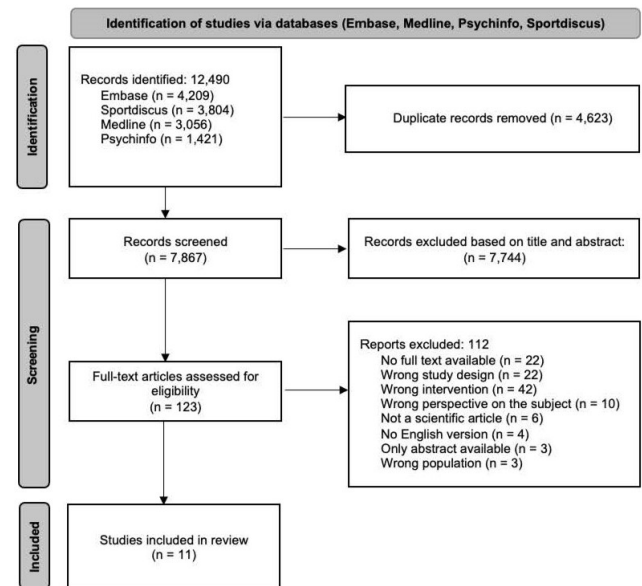 Identification of studies via databases (Embase, Medline, Psychinfo, Sportdiscus)
Identification
Records identified: 12,490
Embase (n = 4,209)
Sportdiscus (n = 3,804)
Medline (n = 3,056)
Psychinfo (n = 1,421)
Duplicate records removed (n = 4,623)
Screening
Records screened
(n = 7,867)
Records excluded based on title and abstract:
(n = 7,744)
Full-text articles assessed for
eligibility
(n = 123)
Reports excluded: 112
No full text available (n = 22)
Wrong study design (n = 22)
Wrong intervention (n = 42)
Wrong perspective on the subject (n = 10)
Not a scientific article (n = 6)
No English version (n = 4)
Only abstract available (n = 3)
Wrong population (n = 3)
Included
Studies included in review
(n = 11)